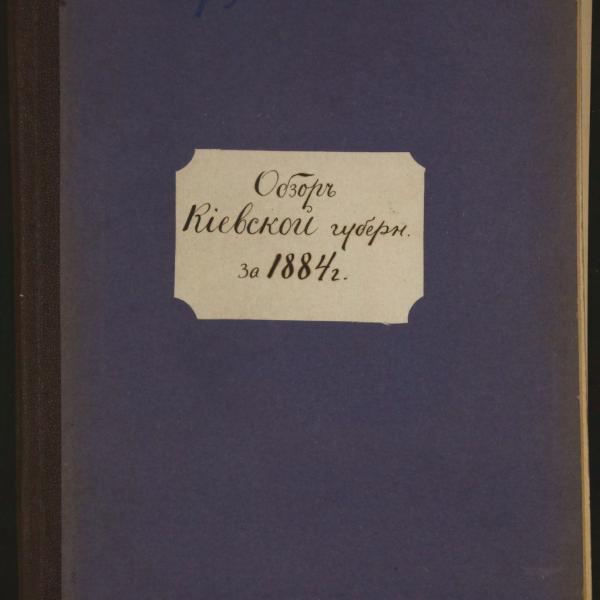 Обзоръ
Кіевской губерн.
за 1884 г.